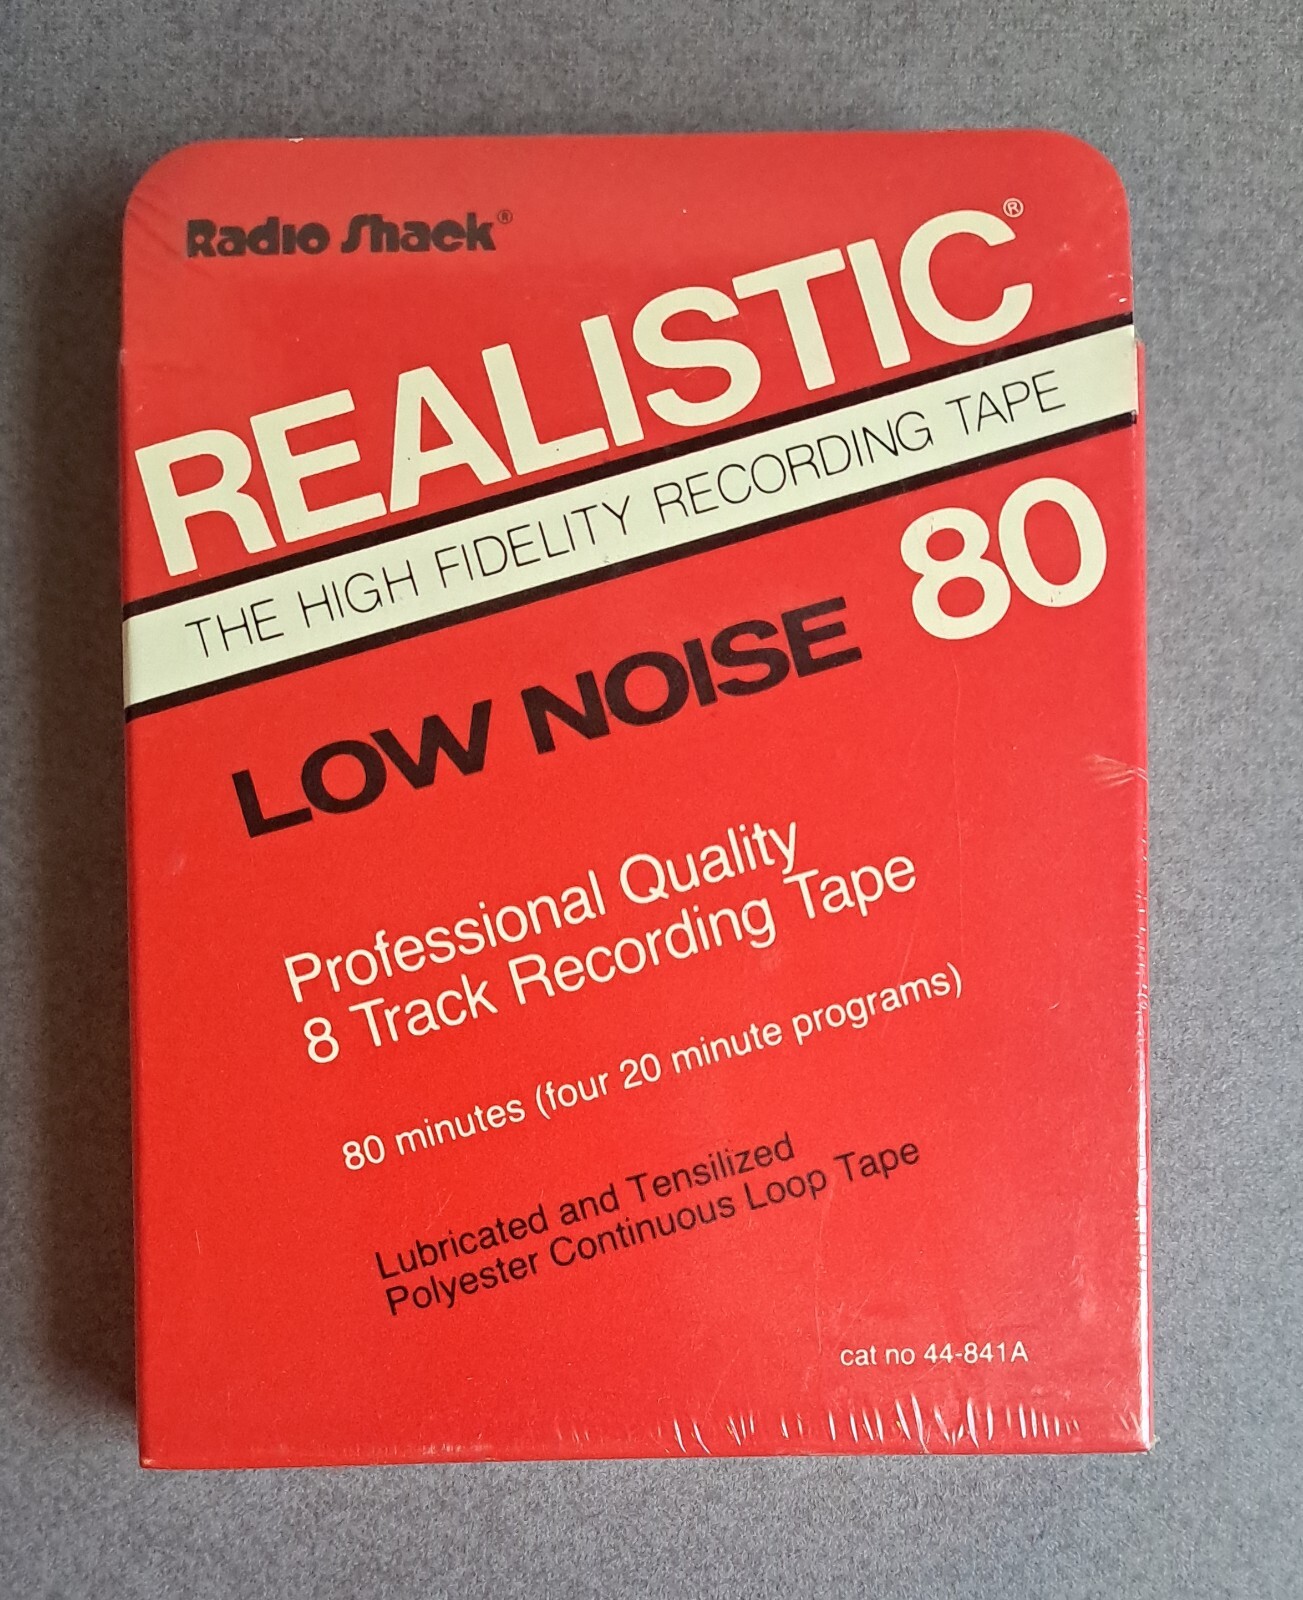 Radio Shack®
REALISTIC®
THE HIGH FIDELITY RECORDING TAPE
LOW NOISE 80
Professional Quality
8 Track Recording Tape
80 minutes (four 20 minute programs)
Lubricated and Tensilized
Polyester Continuous Loop Tape
cat no 44-841A